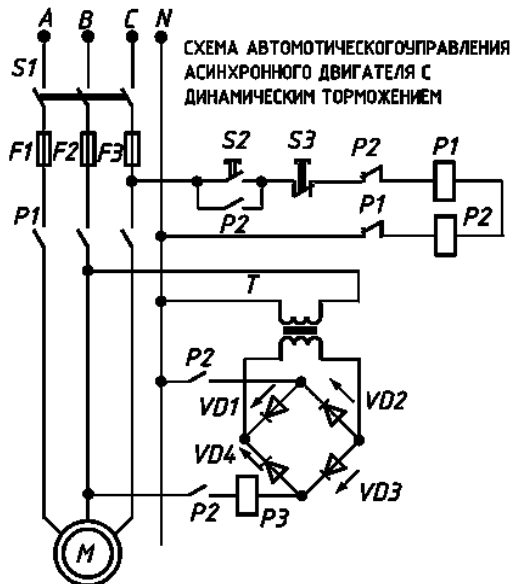 A B C N
СХЕМА АВТОМОТИЧЕСКОГОУПРАВЛЕНИЯ
АСИНХРОННОГО ДВИГАТЕЛЯ С
ДИНАМИЧЕСКИМ ТОРМОЖЕНИЕМ
S1
F1 F2 F3
S2 S3 P2 P1
P2
P1 P2
P1
T
P2
VD1 VD2
VD4 VD3
P2 P3
M